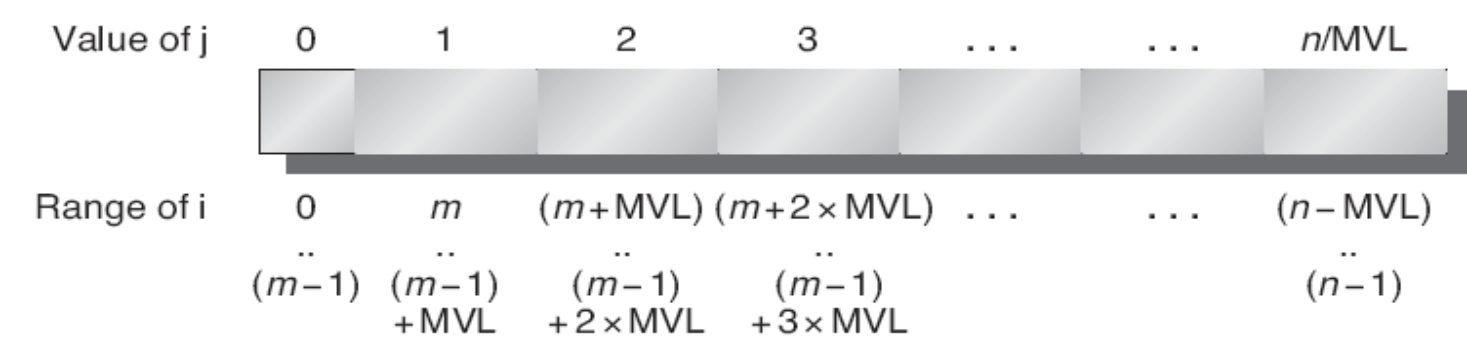 Value of j 0 1 2 3 . . . . . . n/MVL
Range of i 0 m (m+MVL) (m+2×MVL) . . . . . . (n−MVL)
.. .. .. .. ..
(m−1) (m−1) (m−1) (m−1) (n−1)
+MVL +2×MVL +3×MVL